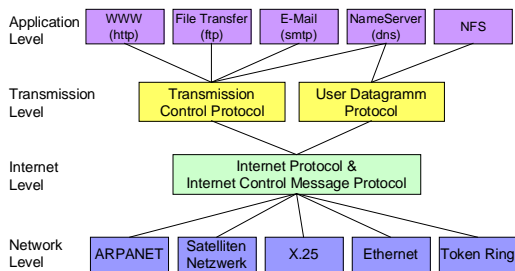 Application
Level
WWW
(http)
File Transfer
(ftp)
E-Mail
(smtp)
NameServer
(dns)
NFS
Transmission
Level
Transmission
Control Protocol
User Datagramm
Protocol
Internet
Level
Internet Protocol &
Internet Control Message Protocol
Network
Level
ARPANET
Satelliten
Netzwerk
X.25
Ethernet
Token Ring